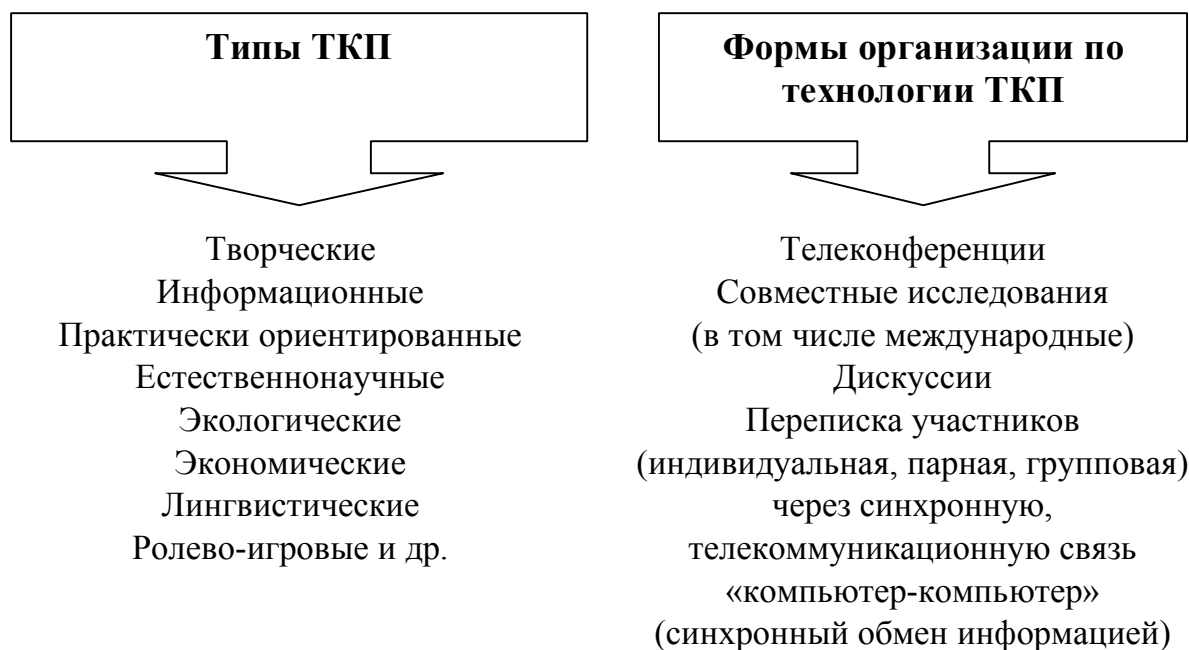 Типы ТКП
Творческие
Информационные
Практически ориентированные
Естественнонаучные
Экологические
Экономические
Лингвистические
Ролево-игровые и др.
Формы организации по
технологии ТКП
Телеконференции
Совместные исследования
(в том числе международные)
Дискуссии
Переписка участников
(индивидуальная, парная, групповая)
через синхронную,
телекоммуникационную связь
«компьютер-компьютер»
(синхронный обмен информацией)